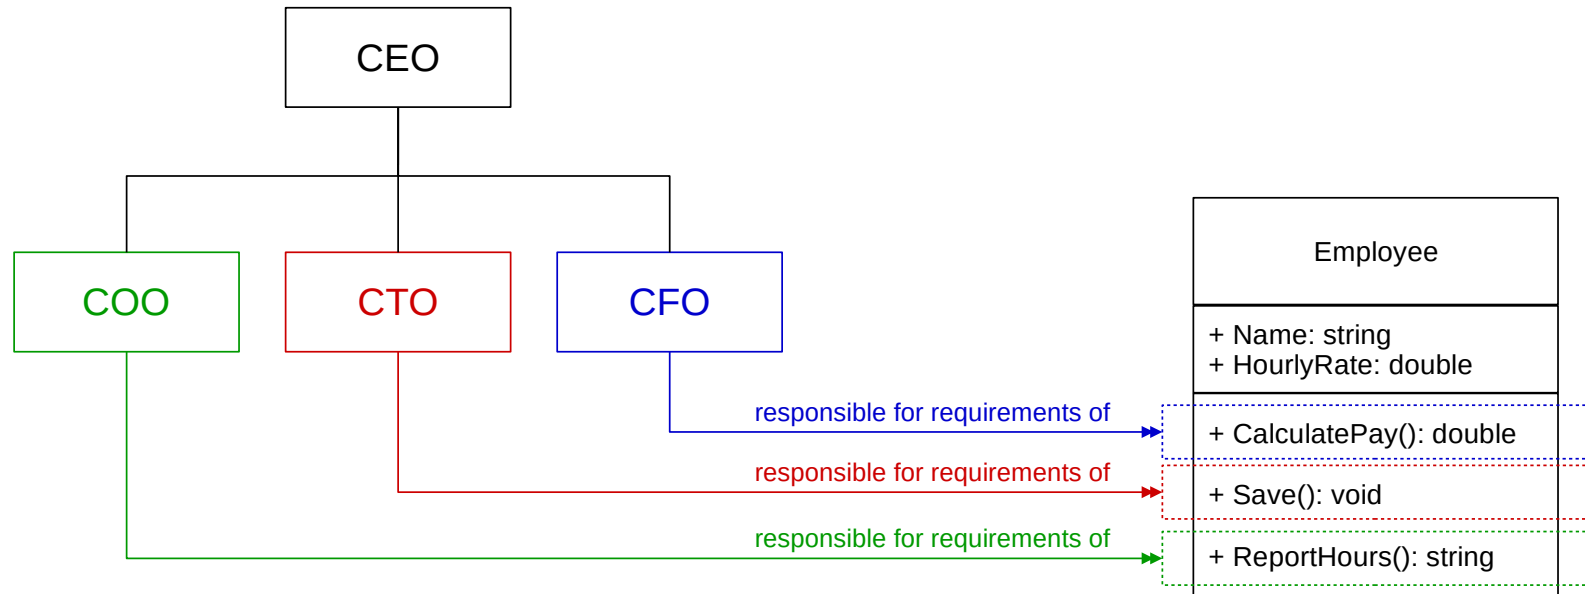 CEO
COO
CTO
CFO
Employee
+ Name: string
+ HourlyRate: double
responsible for requirements of
+ CalculatePay(): double
responsible for requirements of
+ Save(): void
responsible for requirements of
+ ReportHours(): string